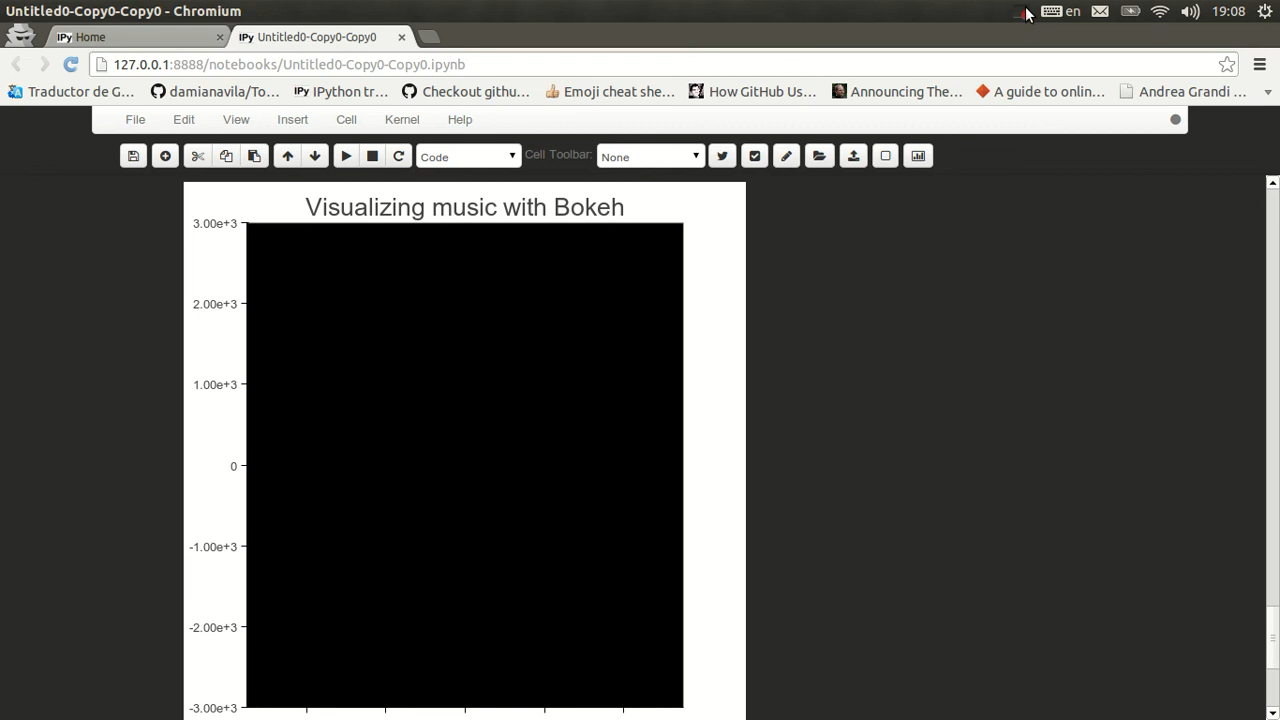 Untitled0-Copy0-Copy0 - Chromium
en
19:08
IPy Home
IPy Untitled0-Copy0-Copy0
127.0.0.1:8888/notebooks/Untitled0-Copy0-Copy0.ipynb
Traductor de G...
damianavila/To...
IPy IPython tr...
Checkout githu...
Emoji cheat she...
How GitHub Us...
Announcing The...
A guide to onlin...
Andrea Grandi ...
File Edit View Insert Cell Kernel Help
Code Cell Toolbar: None
Visualizing music with Bokeh
3.00e+3
2.00e+3
1.00e+3
0
-1.00e+3
-2.00e+3
-3.00e+3